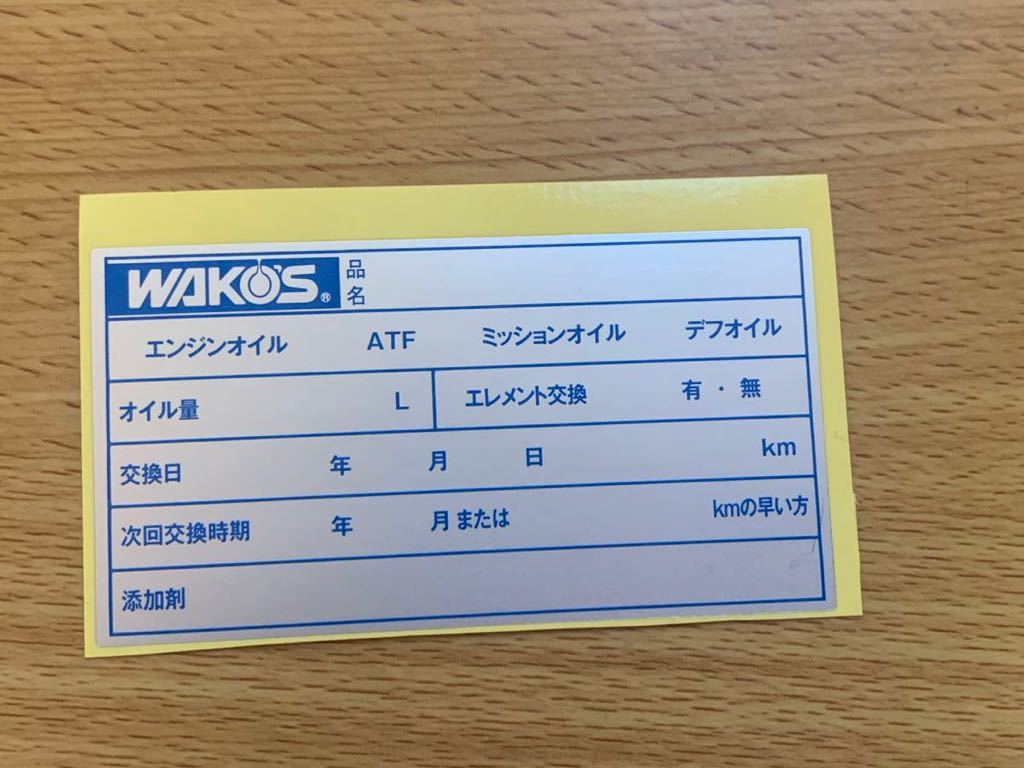 WAKO'S® 品名
エンジンオイル ATF ミッションオイル デフオイル
オイル量 L エレメント交換 有・無
交換日 年 月 日 km
次回交換時期 年 月または kmの早い方
添加剤